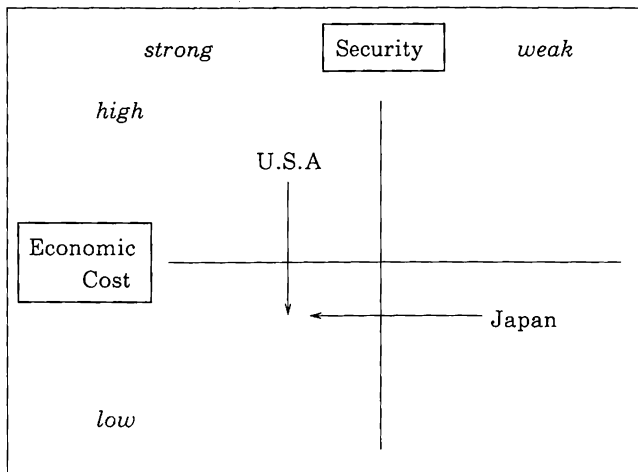 strong Security weak
high
U.S.A
Economic
Cost
Japan
low